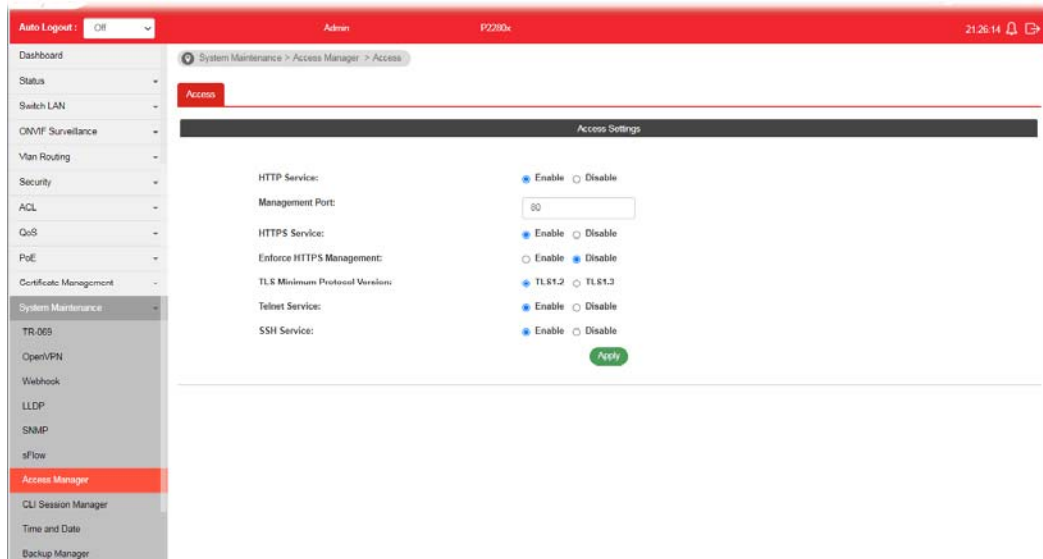 Auto Logout : Off Admin P2280x 21:26:14
Dashboard
Status
Switch LAN
ONVIF Surveillance
Vlan Routing
Security
ACL
QoS
PoE
Certificate Management
System Maintenance
TR-069
OpenVPN
Webhook
LLDP
SNMP
sFlow
Access Manager
CLI Session Manager
Time and Date
Backup Manager
System Maintenance > Access Manager > Access
Access
Access Settings
HTTP Service: Enable Disable
Management Port: 80
HTTPS Service: Enable Disable
Enforce HTTPS Management: Enable Disable
TLS Minimum Protocol Version: TLS1.2 TLS1.3
Telnet Service: Enable Disable
SSH Service: Enable Disable
Apply